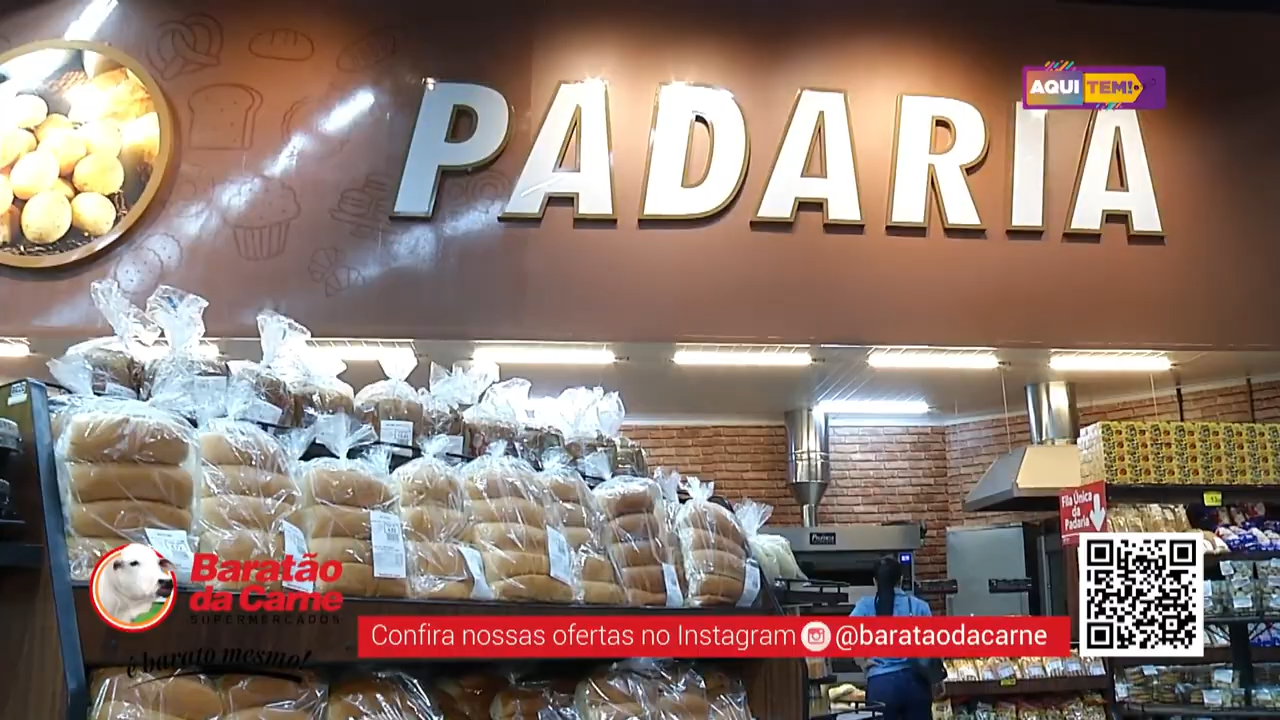 PADARIA
AQUI TEM!
Fila Única
da
Padaria
Baratão
da Carne
SUPERMERCADOS
é barato mesmo!
Confira nossas ofertas no Instagram @barataodacarne